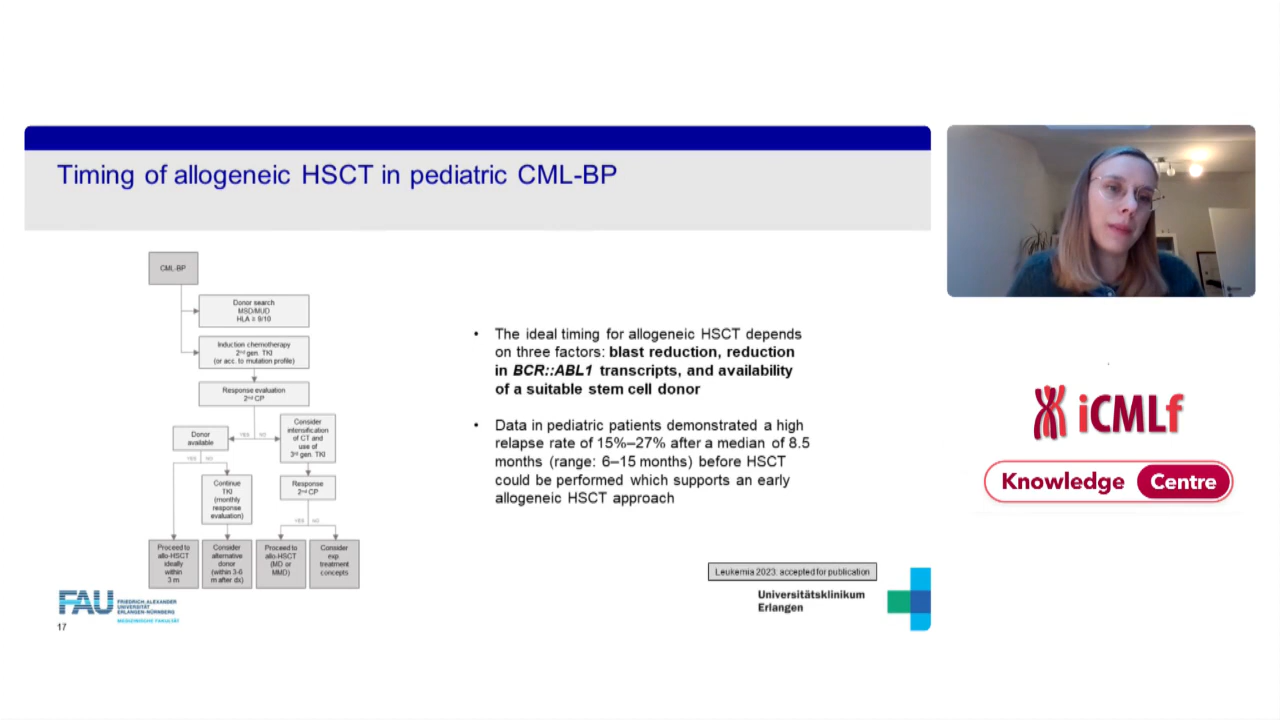 Timing of allogeneic HSCT in pediatric CML-BP
CML-BP
Donor search
MSD/MUD
HLA ≥ 9/10
Induction chemotherapy
2nd gen. TKI
(or acc. to mutation profile)
Response evaluation
2nd CP
YES NO
Donor
available
Consider
intensification
of CT and
use of
3rd gen. TKI
YES NO
Continue
TKI
(monthly
response
evaluation)
Response
2nd CP
YES NO
Proceed to
allo-HSCT
ideally
within
3 m
Consider
alternative
donor
(within 3-6
m after dx)
Proceed to
allo-HSCT
(MD or
MMD)
Consider
exp.
treatment
concepts
• The ideal timing for allogeneic HSCT depends
on three factors: blast reduction, reduction
in BCR::ABL1 transcripts, and availability
of a suitable stem cell donor
• Data in pediatric patients demonstrated a high
relapse rate of 15%–27% after a median of 8.5
months (range: 6–15 months) before HSCT
could be performed which supports an early
allogeneic HSCT approach
Leukemia 2023: accepted for publication
FAU
FRIEDRICH-ALEXANDER
UNIVERSITÄT
ERLANGEN-NÜRNBERG
MEDIZINISCHE FAKULTÄT
Universitätsklinikum
Erlangen
17
iCMLf
Knowledge Centre